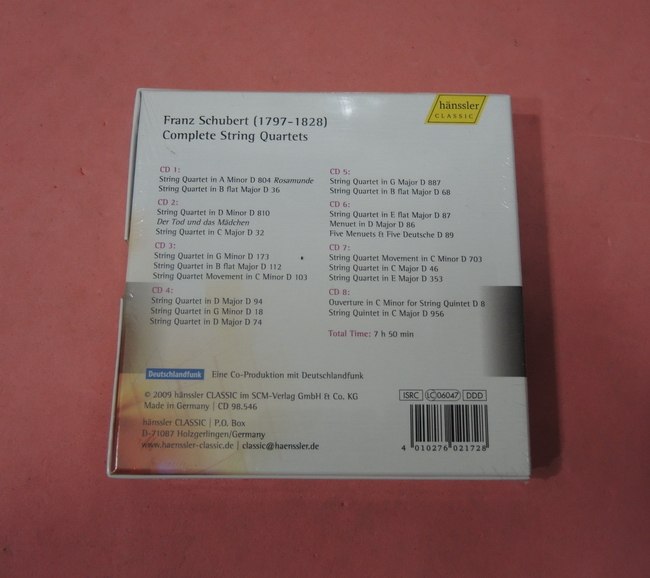 hänssler
CLASSIC
Franz Schubert (1797-1828)
Complete String Quartets
CD 1:
String Quartet in A Minor D 804 Rosamunde
String Quartet in B flat Major D 36
CD 2:
String Quartet in D Minor D 810
Der Tod und das Mädchen
String Quartet in C Major D 32
CD 3:
String Quartet in G Minor D 173
String Quartet in B flat Major D 112
String Quartet Movement in C Minor D 103
CD 4:
String Quartet in D Major D 94
String Quartet in G Minor D 18
String Quartet in D Major D 74
CD 5:
String Quartet in G Major D 887
String Quartet in B flat Major D 68
CD 6:
String Quartet in E flat Major D 87
Menuet in D Major D 86
Five Menuets & Five Deutsche D 89
CD 7:
String Quartet Movement in C Minor D 703
String Quartet in C Major D 46
String Quartet in E Major D 353
CD 8:
Ouverture in C Minor for String Quintet D 8
String Quintet in C Major D 956
Total Time: 7 h 50 min
Deutschlandfunk Eine Co-Produktion mit Deutschlandfunk
© 2009 hänssler CLASSIC im SCM-Verlag GmbH & Co. KG
Made in Germany | CD 98.546
hänssler CLASSIC | P.O. Box
D-71087 Holzgerlingen/Germany
www.haenssler-classic.de | classic@haenssler.de
ISRC LC 06047 DDD
4 010276 021728